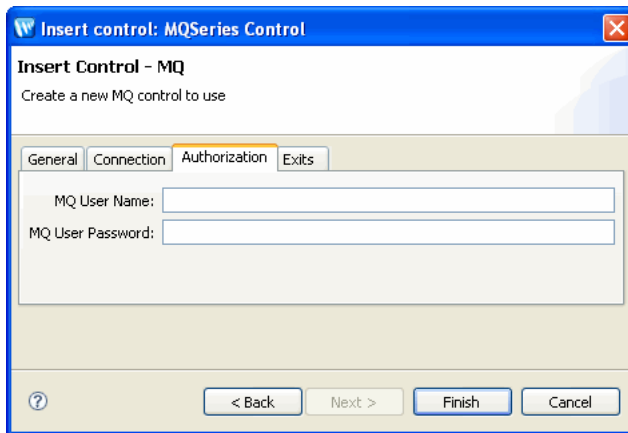 Insert control: MQSeries Control
Insert Control - MQ
Create a new MQ control to use
General Connection Authorization Exits
MQ User Name:
MQ User Password:
? < Back Next > Finish Cancel